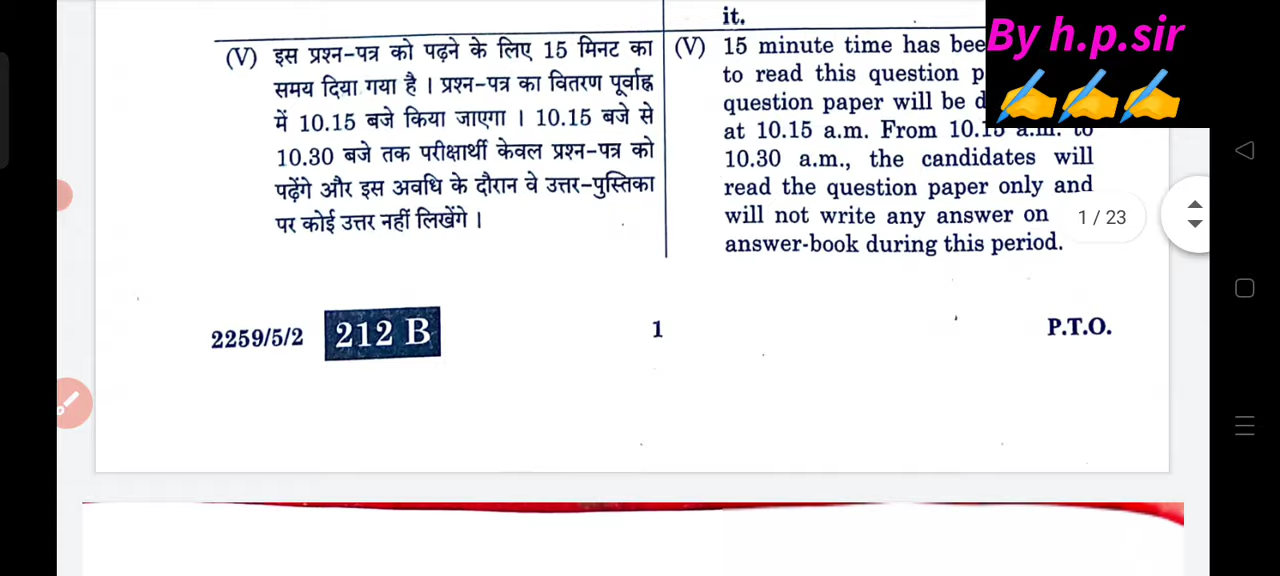 it.
(V) इस प्रश्न-पत्र को पढ़ने के लिए 15 मिनट का
समय दिया गया है । प्रश्न-पत्र का वितरण पूर्वाह्न
में 10.15 बजे किया जाएगा । 10.15 बजे से
10.30 बजे तक परीक्षार्थी केवल प्रश्न-पत्र को
पढ़ेंगे और इस अवधि के दौरान वे उत्तर-पुस्तिका
पर कोई उत्तर नहीं लिखेंगे ।
(V) 15 minute time has
to read this question
question paper will be
at 10.15 a.m. From 10.15 a.m. to
10.30 a.m., the candidates will
read the question paper only and
will not write any answer on
answer-book during this period.
By h.p.sir
1 / 23
2259/5/2 212 B 1 P.T.O.